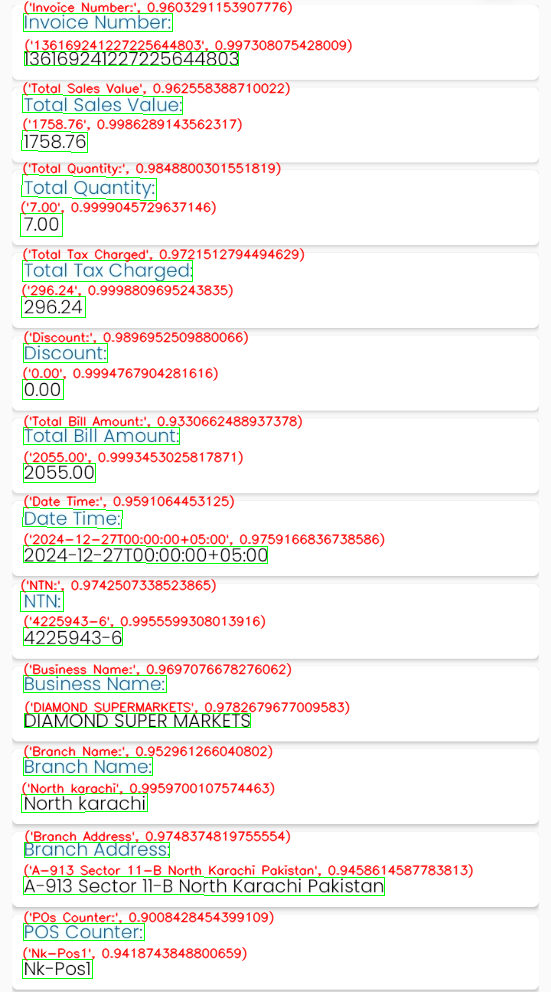 ('Invoice Number:', 0.9603291153907776)
Invoice Number:
('136169241227225644803', 0.997308075428009)
136169241227225644803
('Total Sales Value', 0.962558388710022)
Total Sales Value:
('1758.76', 0.9986289143562317)
1758.76
('Total Quantity:', 0.9848800301551819)
Total Quantity:
('7.00', 0.9999045729637146)
7.00
('Total Tax Charged', 0.9721512794494629)
Total Tax Charged:
('296.24', 0.9998809695243835)
296.24
('Discount:', 0.9896952509880066)
Discount:
('0.00', 0.9994767904281616)
0.00
('Total Bill Amount:', 0.9330662488937378)
Total Bill Amount:
('2055.00', 0.9993453025817871)
2055.00
('Date Time:', 0.9591064453125)
Date Time:
('2024-12-27T00:00:00+05:00', 0.9759166836738586)
2024-12-27T00:00:00+05:00
('NTN:', 0.9742507338523865)
NTN:
('4225943-6', 0.9955599308013916)
4225943-6
('Business Name:', 0.9697076678276062)
Business Name:
('DIAMOND SUPERMARKETS', 0.9782679677009583)
DIAMOND SUPER MARKETS
('Branch Name:', 0.952961266040802)
Branch Name:
('North karachi', 0.9959700107574463)
North karachi
('Branch Address', 0.9748374819755554)
Branch Address:
('A-913 Sector 11-B North Karachi Pakistan', 0.9458614587783813)
A-913 Sector 11-B North Karachi Pakistan
('POs Counter:', 0.9008428454399109)
POS Counter:
('Nk-Pos1', 0.9418743848800659)
Nk-Pos1